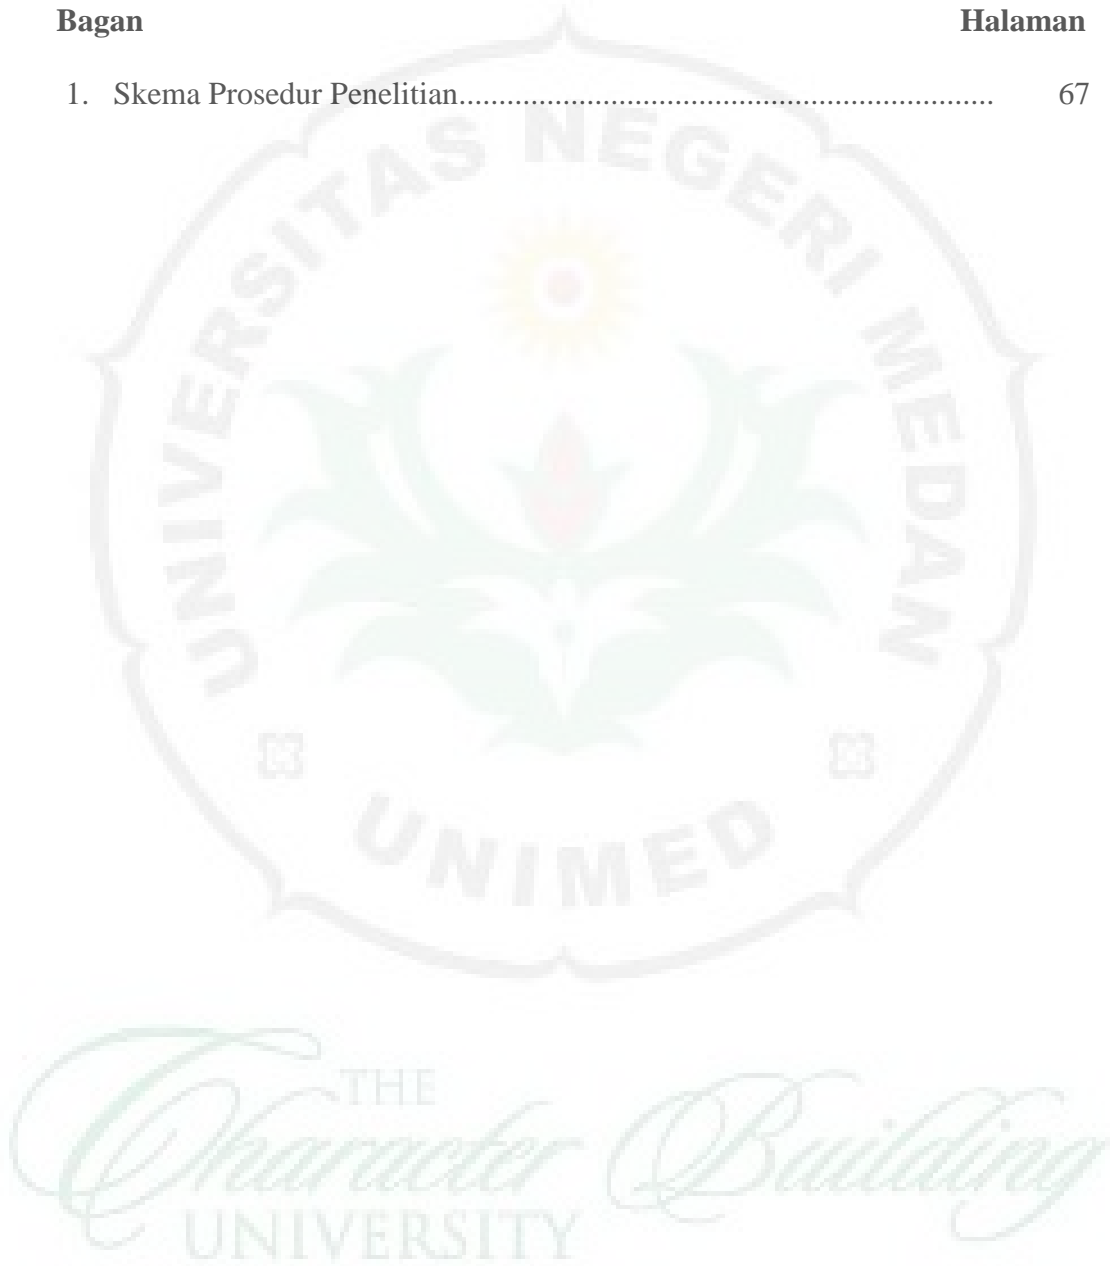 Bagan Halaman
1. Skema Prosedur Penelitian.................................................................. 67
UNIVERSITAS NEGERI MEDAN
UNIMED
THE
Character Building
UNIVERSITY